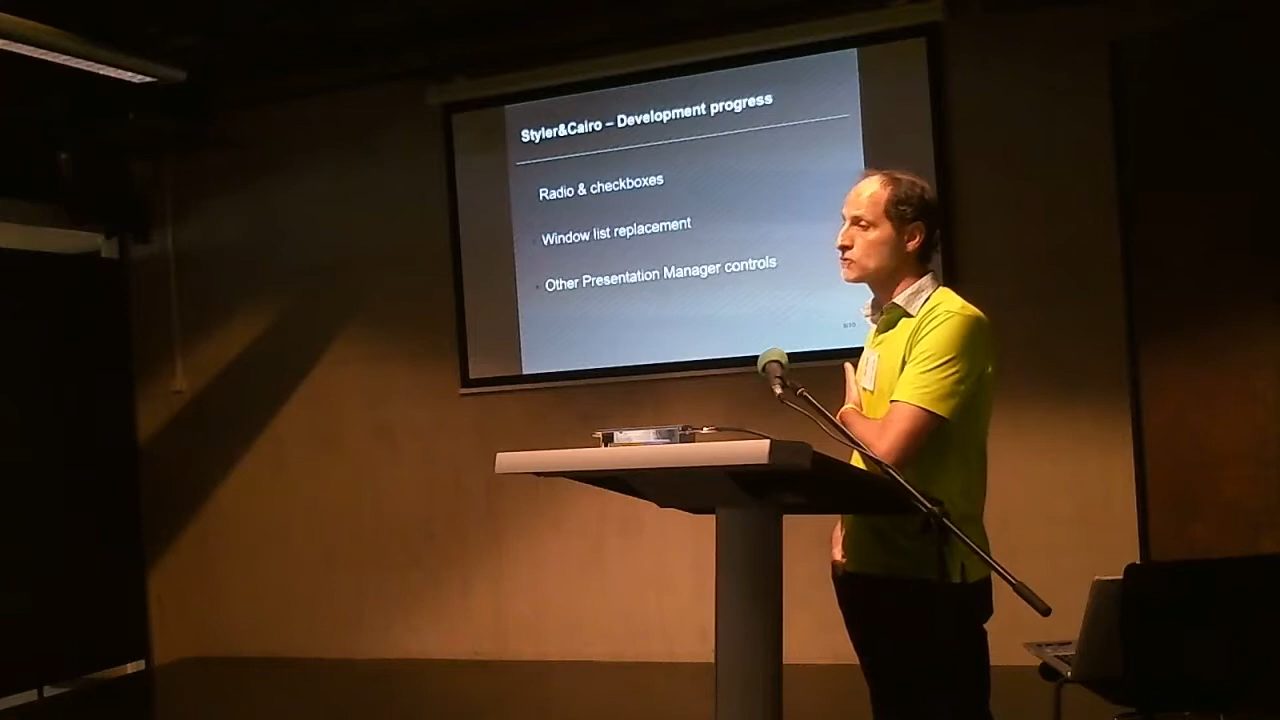 Styler&Cairo – Development progress
Radio & checkboxes
Window list replacement
Other Presentation Manager controls